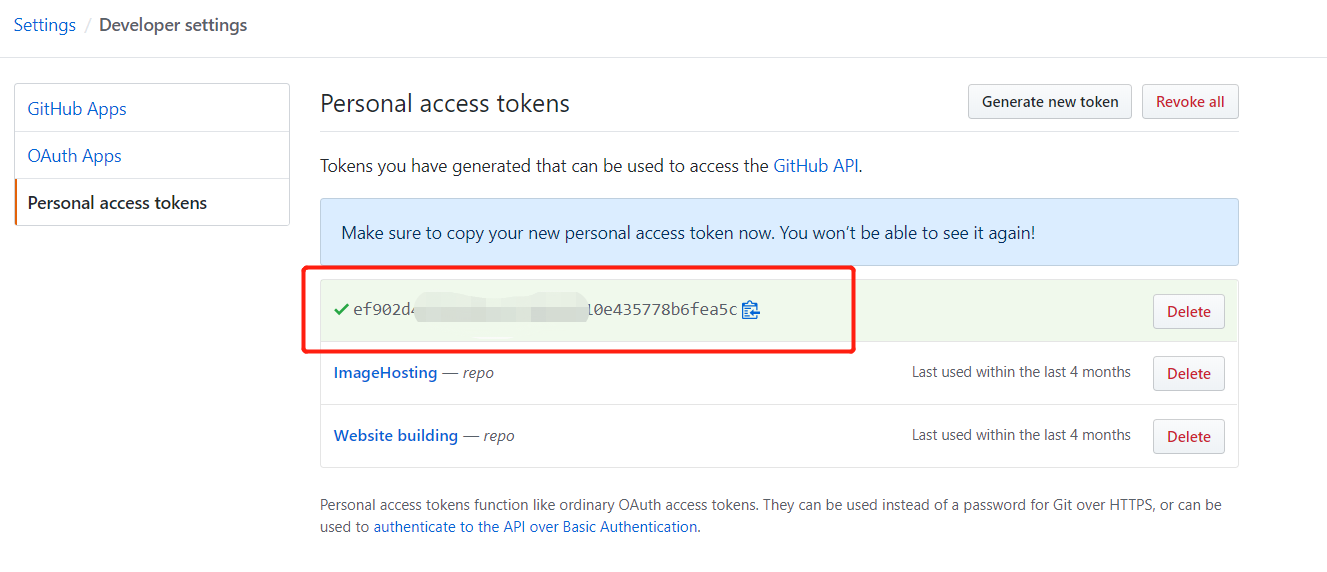 Settings / Developer settings
GitHub Apps
OAuth Apps
Personal access tokens
Personal access tokens
Generate new token
Revoke all
Tokens you have generated that can be used to access the GitHub API.
Make sure to copy your new personal access token now. You won’t be able to see it again!
ef902d 10e435778b6fea5c
Delete
ImageHosting — repo
Last used within the last 4 months
Delete
Website building — repo
Last used within the last 4 months
Delete
Personal access tokens function like ordinary OAuth access tokens. They can be used instead of a password for Git over HTTPS, or can be
used to authenticate to the API over Basic Authentication.